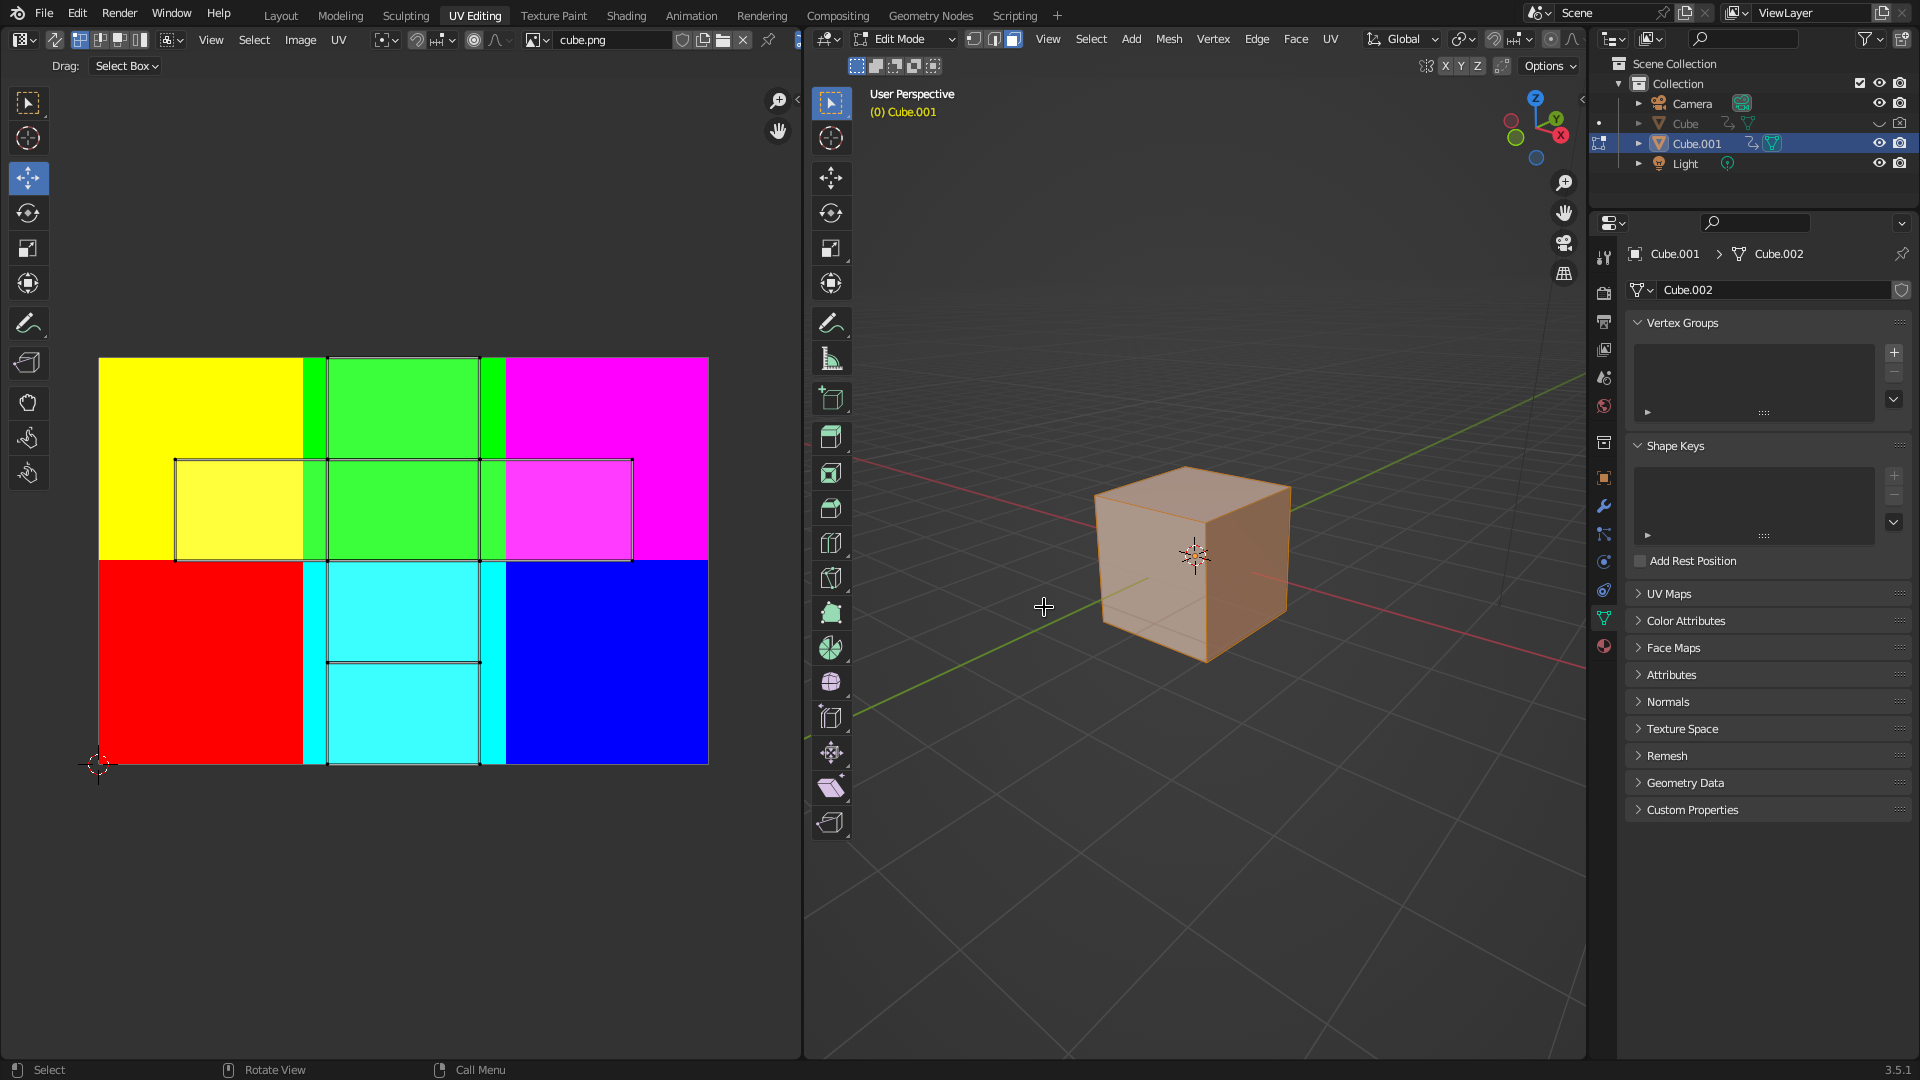 File Edit Render Window Help Layout Modeling Sculpting UV Editing Texture Paint Shading Animation Rendering Compositing Geometry Nodes Scripting + Scene ViewLayer
View Select Image UV cube.png Edit Mode View Select Add Mesh Vertex Edge Face UV Global
Drag: Select Box X Y Z Options
User Perspective
(0) Cube.001
Z
Y
X
Scene Collection
Collection
Camera
Cube
Cube.001
Light
Cube.001 > Cube.002
Cube.002
Vertex Groups
Shape Keys
Add Rest Position
UV Maps
Color Attributes
Face Maps
Attributes
Normals
Texture Space
Remesh
Geometry Data
Custom Properties
Select Rotate View Call Menu 3.5.1